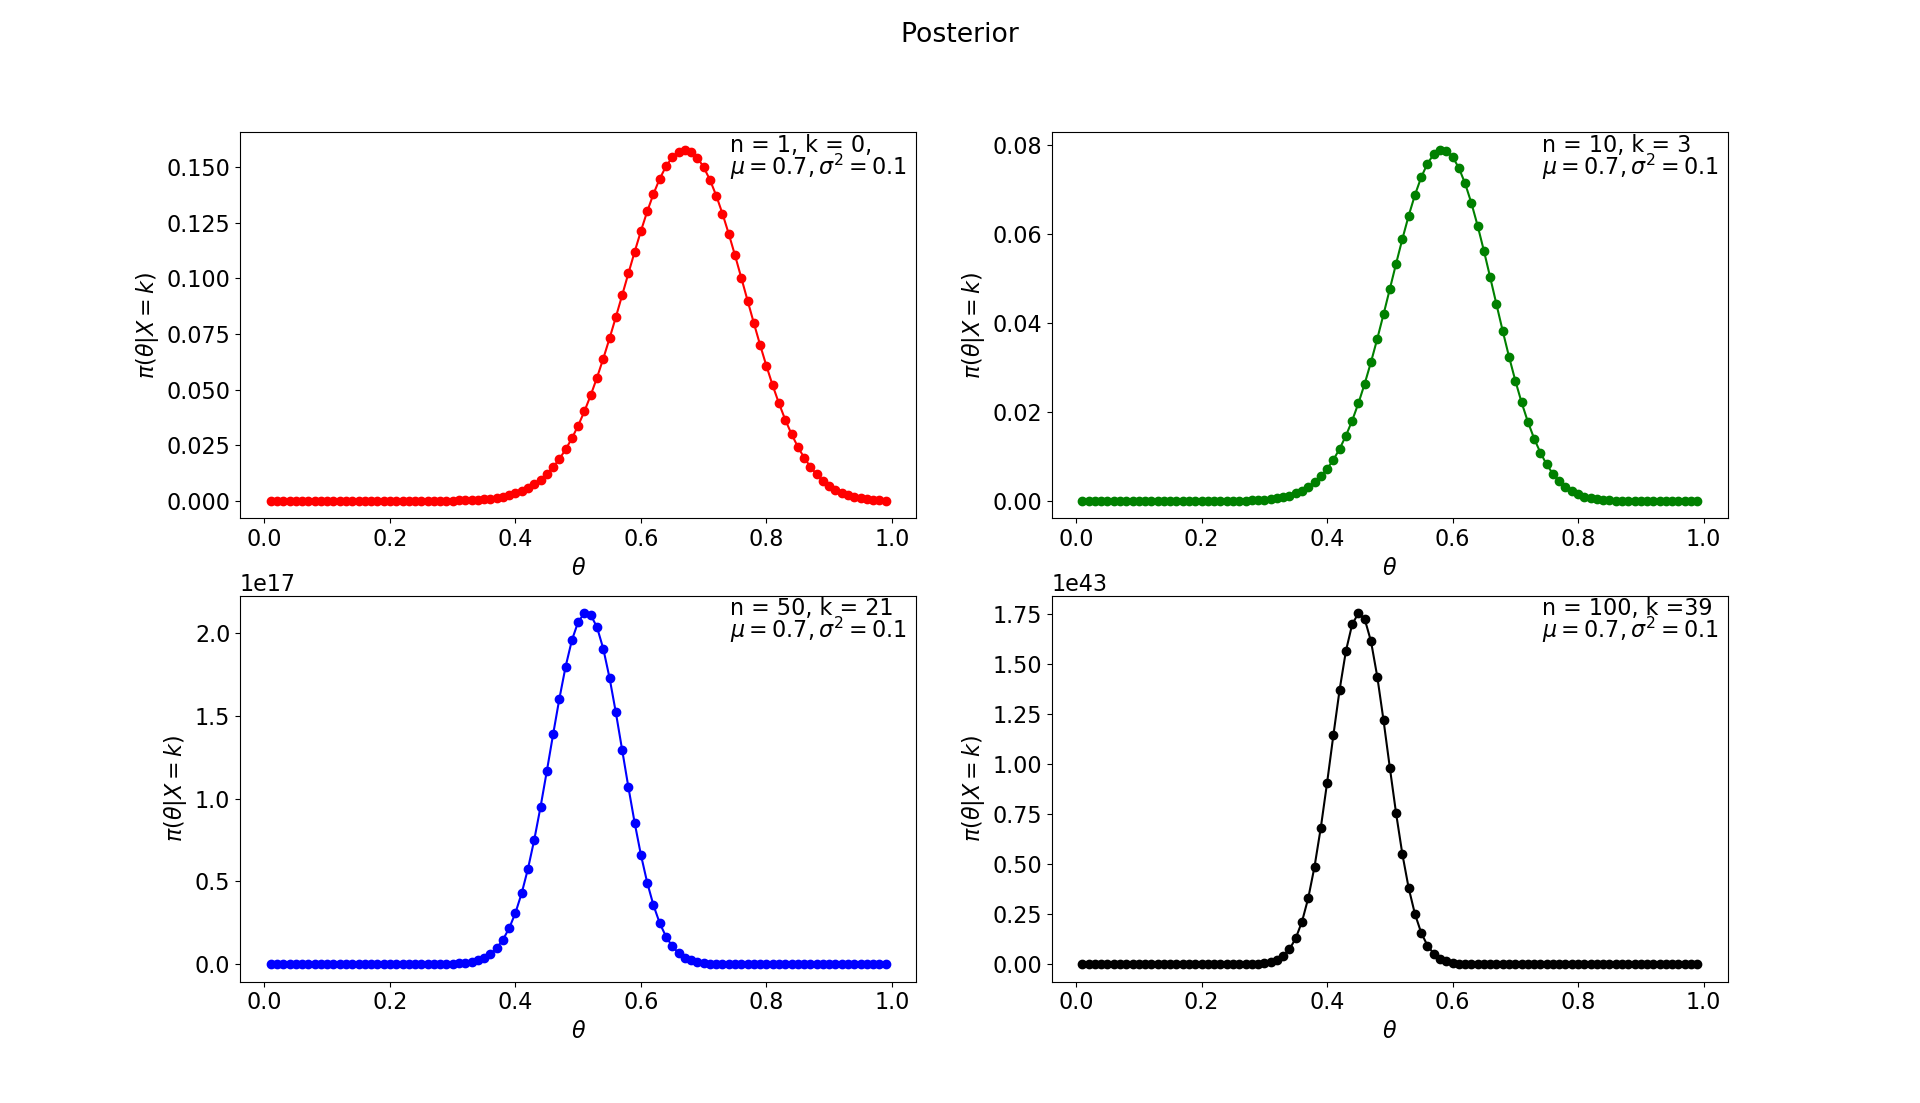 Posterior
n = 1, k = 0,
μ = 0.7, σ² = 0.1
0.150
0.125
0.100
0.075
0.050
0.025
0.000
π(θ|X = k)
0.0 0.2 0.4 0.6 0.8 1.0
θ
n = 10, k = 3
μ = 0.7, σ² = 0.1
0.08
0.06
0.04
0.02
0.00
π(θ|X = k)
0.0 0.2 0.4 0.6 0.8 1.0
θ
1e17
n = 50, k = 21
μ = 0.7, σ² = 0.1
2.0
1.5
1.0
0.5
0.0
π(θ|X = k)
0.0 0.2 0.4 0.6 0.8 1.0
θ
1e43
n = 100, k =39
μ = 0.7, σ² = 0.1
1.75
1.50
1.25
1.00
0.75
0.50
0.25
0.00
π(θ|X = k)
0.0 0.2 0.4 0.6 0.8 1.0
θ